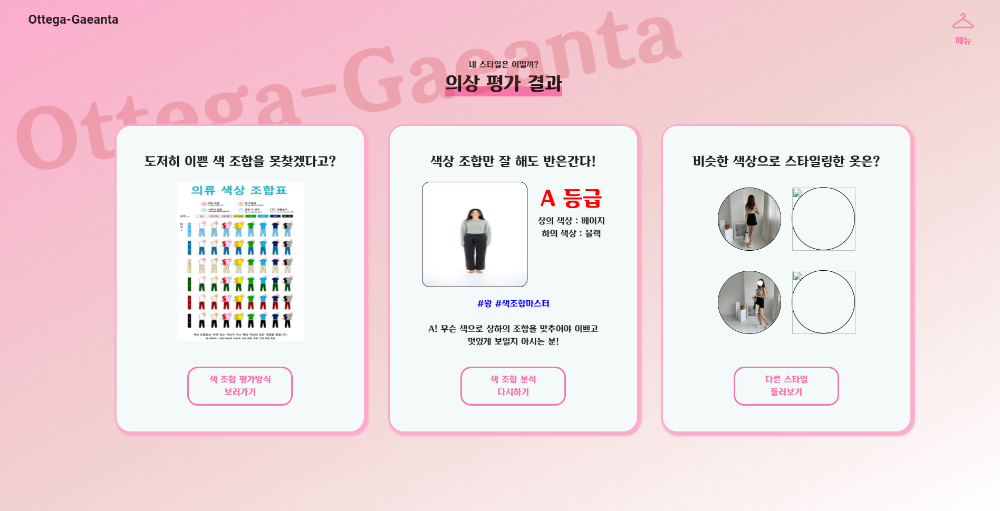 Ottega-Gaeanta
메뉴
Ottega-Gaeanta
내 스타일은 어떨까?
의상 평가 결과
도저히 이쁜 색 조합을 못찾겠다고?
의류 색상 조합표
색 조합 평가방식
보러가기
색상 조합만 잘 해도 반은간다!
A 등급
상의 색상 : 베이지
하의 색상 : 블랙
#왕 #색조합마스터
A! 무슨 색으로 상하의 조합을 맞추어야 이쁘고
멋있게 보일지 아시는 분!
색 조합 분석
다시하기
비슷한 색상으로 스타일링한 옷은?
다른 스타일
둘러보기